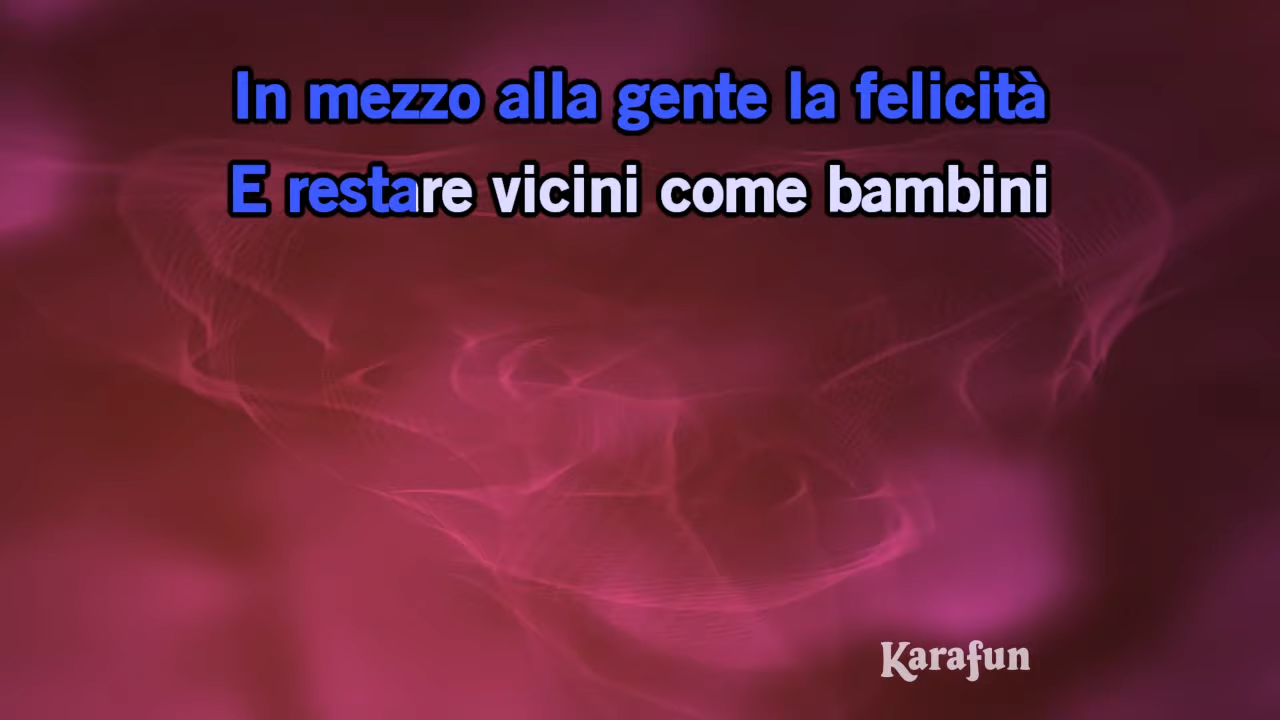 In mezzo alla gente la felicità
E restare vicini come bambini
Karafun